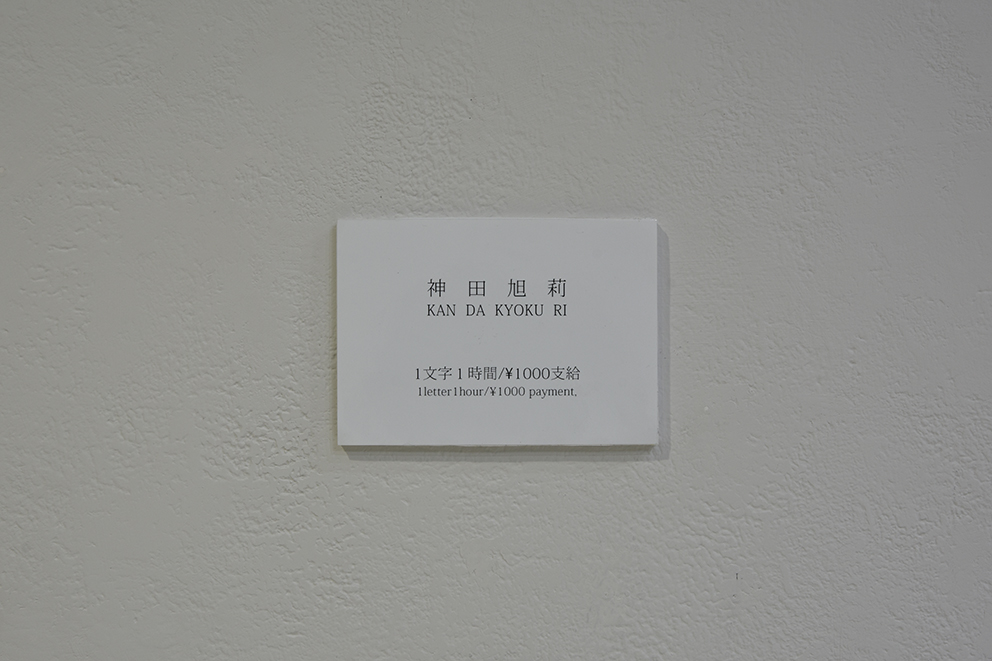 神 田 旭 莉
KAN DA KYOKU RI
1文字1時間/¥1000支給
1letter1hour/¥1000 payment.